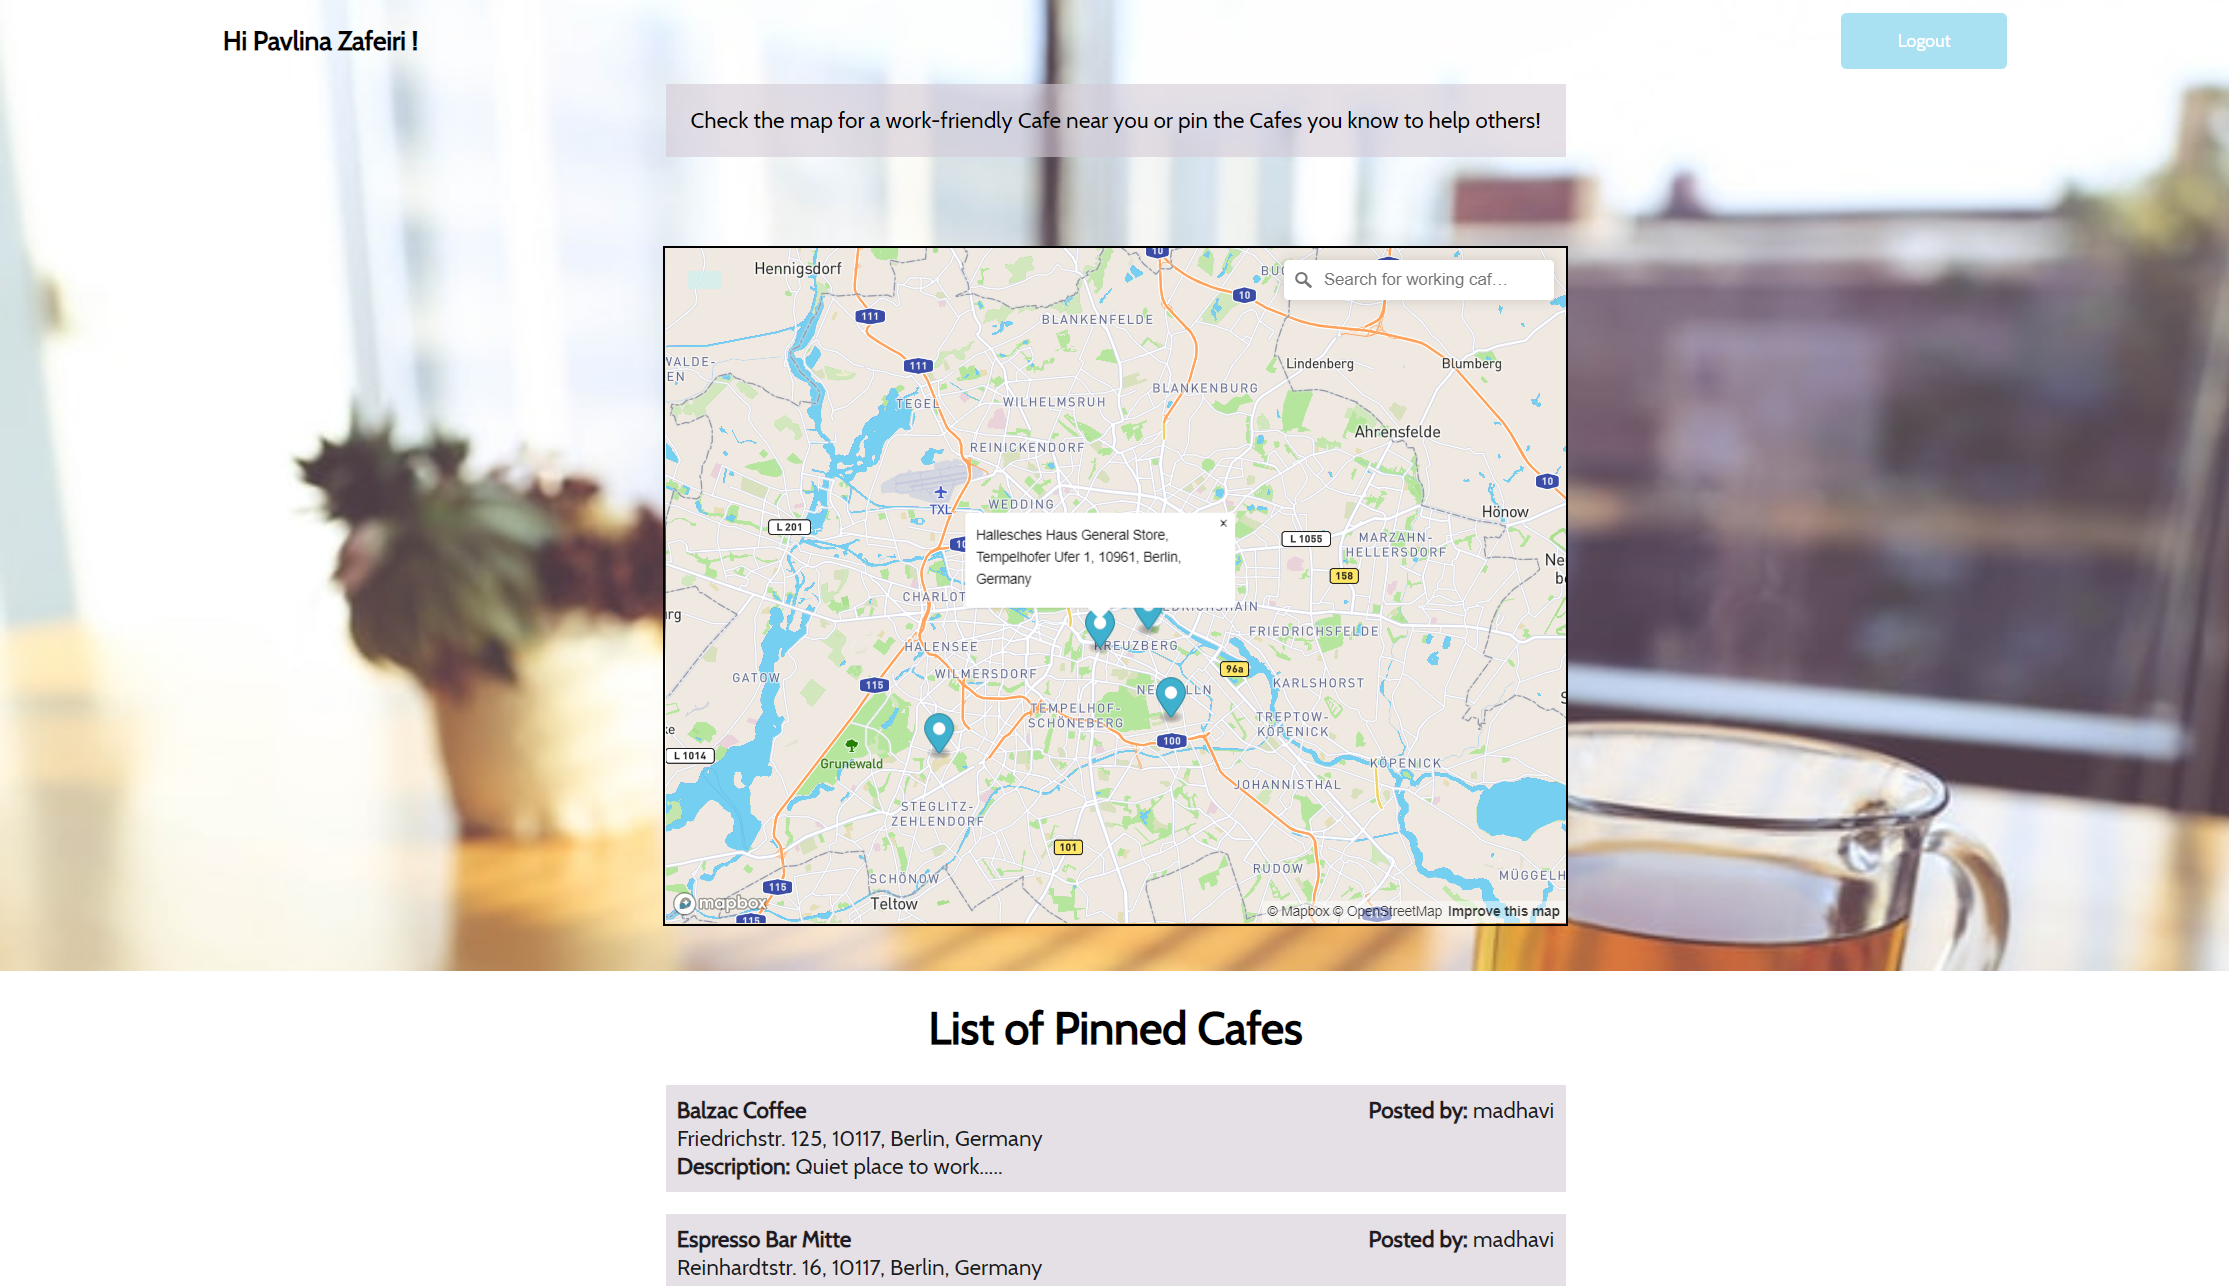 Hi Pavlina Zafeiri !
Logout
Check the map for a work-friendly Cafe near you or pin the Cafes you know to help others!
Search for working caf...
Hennigsdorf
10
10
111
BLANKENFELDE
111
Lindenberg
Blumberg
BLANKENBURG
TEGEL
WILHELMSRUH
Ahrensfelde
REINICKENDORF
10
TXL
WEDDING
Hönow
L 201
L 1055
MARZAHN-
HELLERSDORF
158
Hallesches Haus General Store,
Tempelhofer Ufer 1, 10961, Berlin,
Germany
×
CHARLOT
FRIEDRICHSFELDE
HALENSEE
KREUZBERG
96a
GATOW
WILMERSDORF
115
KARLSHORST
TEMPELHOF-
SCHÖNEBERG
TREPTOW-
KÖPENICK
100
Grunewald
L 1014
KÖPENICK
JOHANNISTHAL
STEGLITZ-
ZEHLENDORF
101
RUDOW
MÜGGELH
SCHÖNOW
115
Teltow
115
mapbox
© Mapbox © OpenStreetMap Improve this map
List of Pinned Cafes
Balzac Coffee
Posted by: madhavi
Friedrichstr. 125, 10117, Berlin, Germany
Description: Quiet place to work.....
Espresso Bar Mitte
Posted by: madhavi
Reinhardtstr. 16, 10117, Berlin, Germany